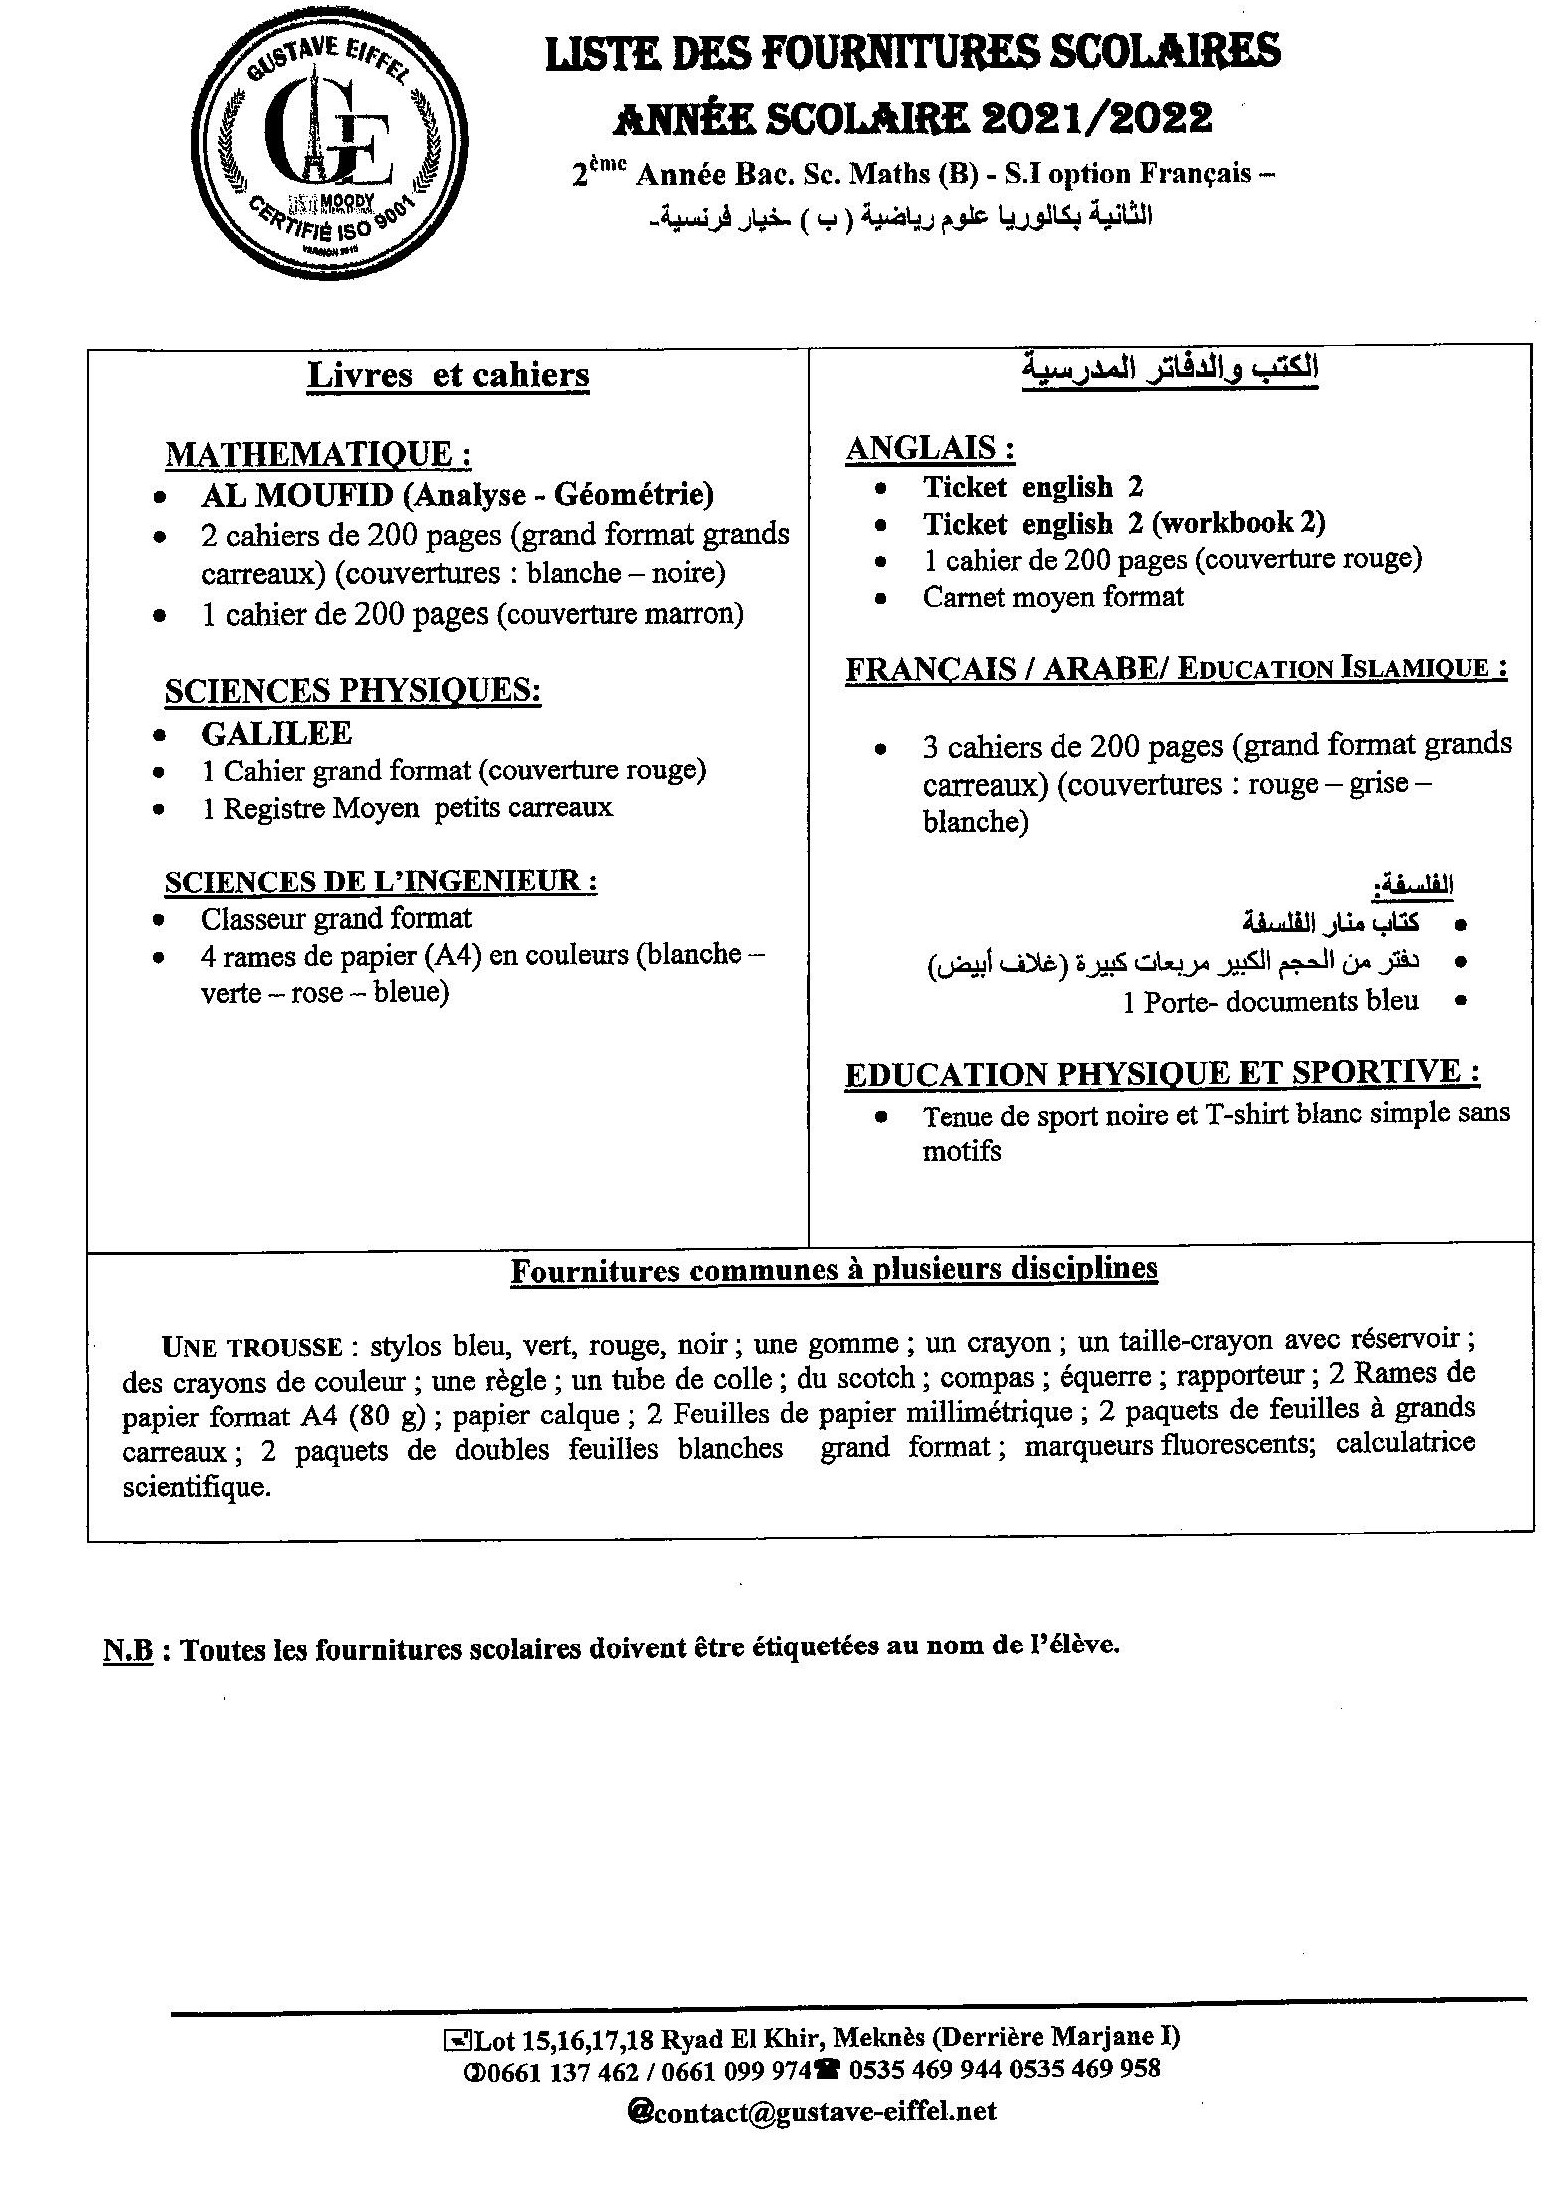 GUSTAVE EIFFEL
GE
MOODY
CERTIFIÉ ISO 9001
LISTE DES FOURNITURES SCOLAIRES
ANNÉE SCOLAIRE 2021/2022
2ème Année Bac. Sc. Maths (B) - S.I option Français –
الثانية بكالوريا علوم رياضية ( ب ) -خيار فرنسية-
Livres et cahiers
MATHEMATIQUE :
• AL MOUFID (Analyse - Géométrie)
• 2 cahiers de 200 pages (grand format grands
carreaux) (couvertures : blanche – noire)
• 1 cahier de 200 pages (couverture marron)
SCIENCES PHYSIQUES:
• GALILEE
• 1 Cahier grand format (couverture rouge)
• 1 Registre Moyen petits carreaux
SCIENCES DE L'INGENIEUR :
• Classeur grand format
• 4 rames de papier (A4) en couleurs (blanche –
verte – rose – bleue)
الكتب والدفاتر المدرسية
ANGLAIS :
• Ticket english 2
• Ticket english 2 (workbook 2)
• 1 cahier de 200 pages (couverture rouge)
• Carnet moyen format
FRANÇAIS / ARABE/ EDUCATION ISLAMIQUE :
• 3 cahiers de 200 pages (grand format grands
carreaux) (couvertures : rouge – grise –
blanche)
الفلسفة:
• كتاب منار الفلسفة
• دفتر من الحجم الكبير مربعات كبيرة (غلاف أبيض)
• 1 Porte- documents bleu
EDUCATION PHYSIQUE ET SPORTIVE :
• Tenue de sport noire et T-shirt blanc simple sans
motifs
Fournitures communes à plusieurs disciplines
UNE TROUSSE : stylos bleu, vert, rouge, noir ; une gomme ; un crayon ; un taille-crayon avec réservoir ;
des crayons de couleur ; une règle ; un tube de colle ; du scotch ; compas ; équerre ; rapporteur ; 2 Rames de
papier format A4 (80 g) ; papier calque ; 2 Feuilles de papier millimétrique ; 2 paquets de feuilles à grands
carreaux ; 2 paquets de doubles feuilles blanches grand format ; marqueurs fluorescents; calculatrice
scientifique.
N.B : Toutes les fournitures scolaires doivent être étiquetées au nom de l'élève.
Lot 15,16,17,18 Ryad El Khir, Meknès (Derrière Marjane I)
0661 137 462 / 0661 099 974☎ 0535 469 944 0535 469 958
@contact@gustave-eiffel.net